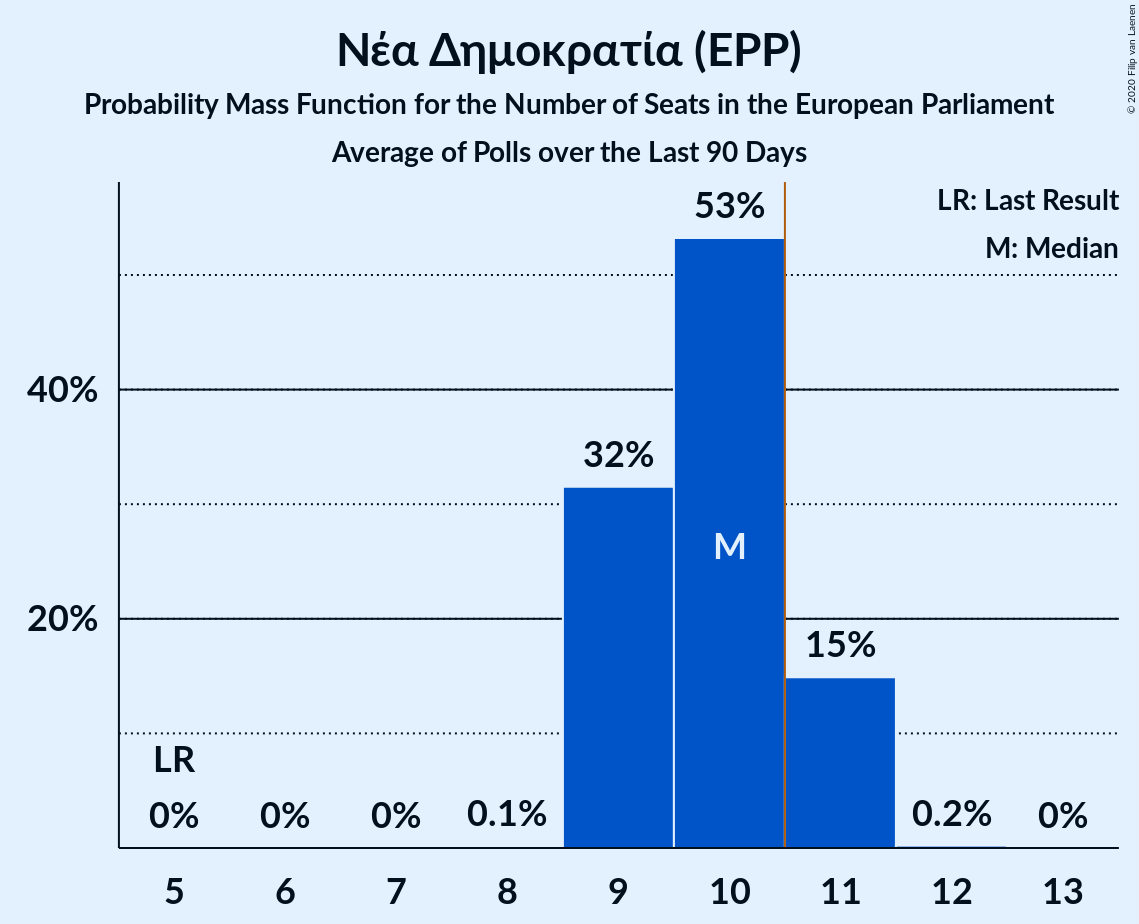 Νέα Δημοκρατία (EPP)
Probability Mass Function for the Number of Seats in the European Parliament
Average of Polls over the Last 90 Days
© 2020 Filip van Laenen
LR: Last Result
M: Median
53%
40%
32%
M
20%
15%
LR
0%
0%
0%
0.1%
0.2%
0%
5
6
7
8
9
10
11
12
13